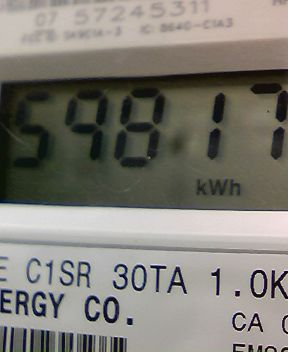 07 57245311
59817
kWh
E C1SR 30TA 1.0K
ERGY CO.
CA